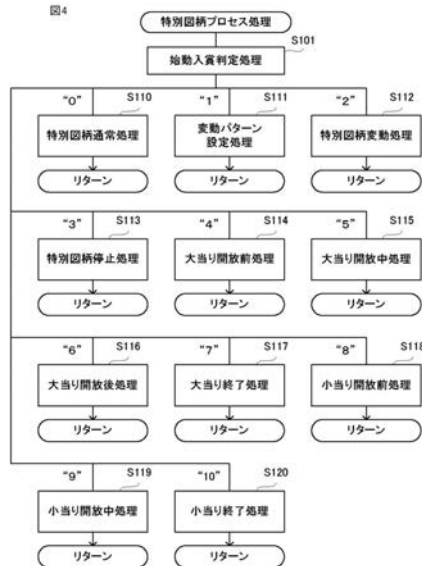 図4
特別図柄プロセス処理
S101
始動入賞判定処理
“0” S110
特別図柄通常処理
リターン
“1” S111
変動パターン
設定処理
リターン
“2” S112
特別図柄変動処理
リターン
“3” S113
特別図柄停止処理
リターン
“4” S114
大当り開放前処理
リターン
“5” S115
大当り開放中処理
リターン
“6” S116
大当り開放後処理
リターン
“7” S117
大当り終了処理
リターン
“8” S118
小当り開放前処理
リターン
“9” S119
小当り開放中処理
リターン
“10” S120
小当り終了処理
リターン